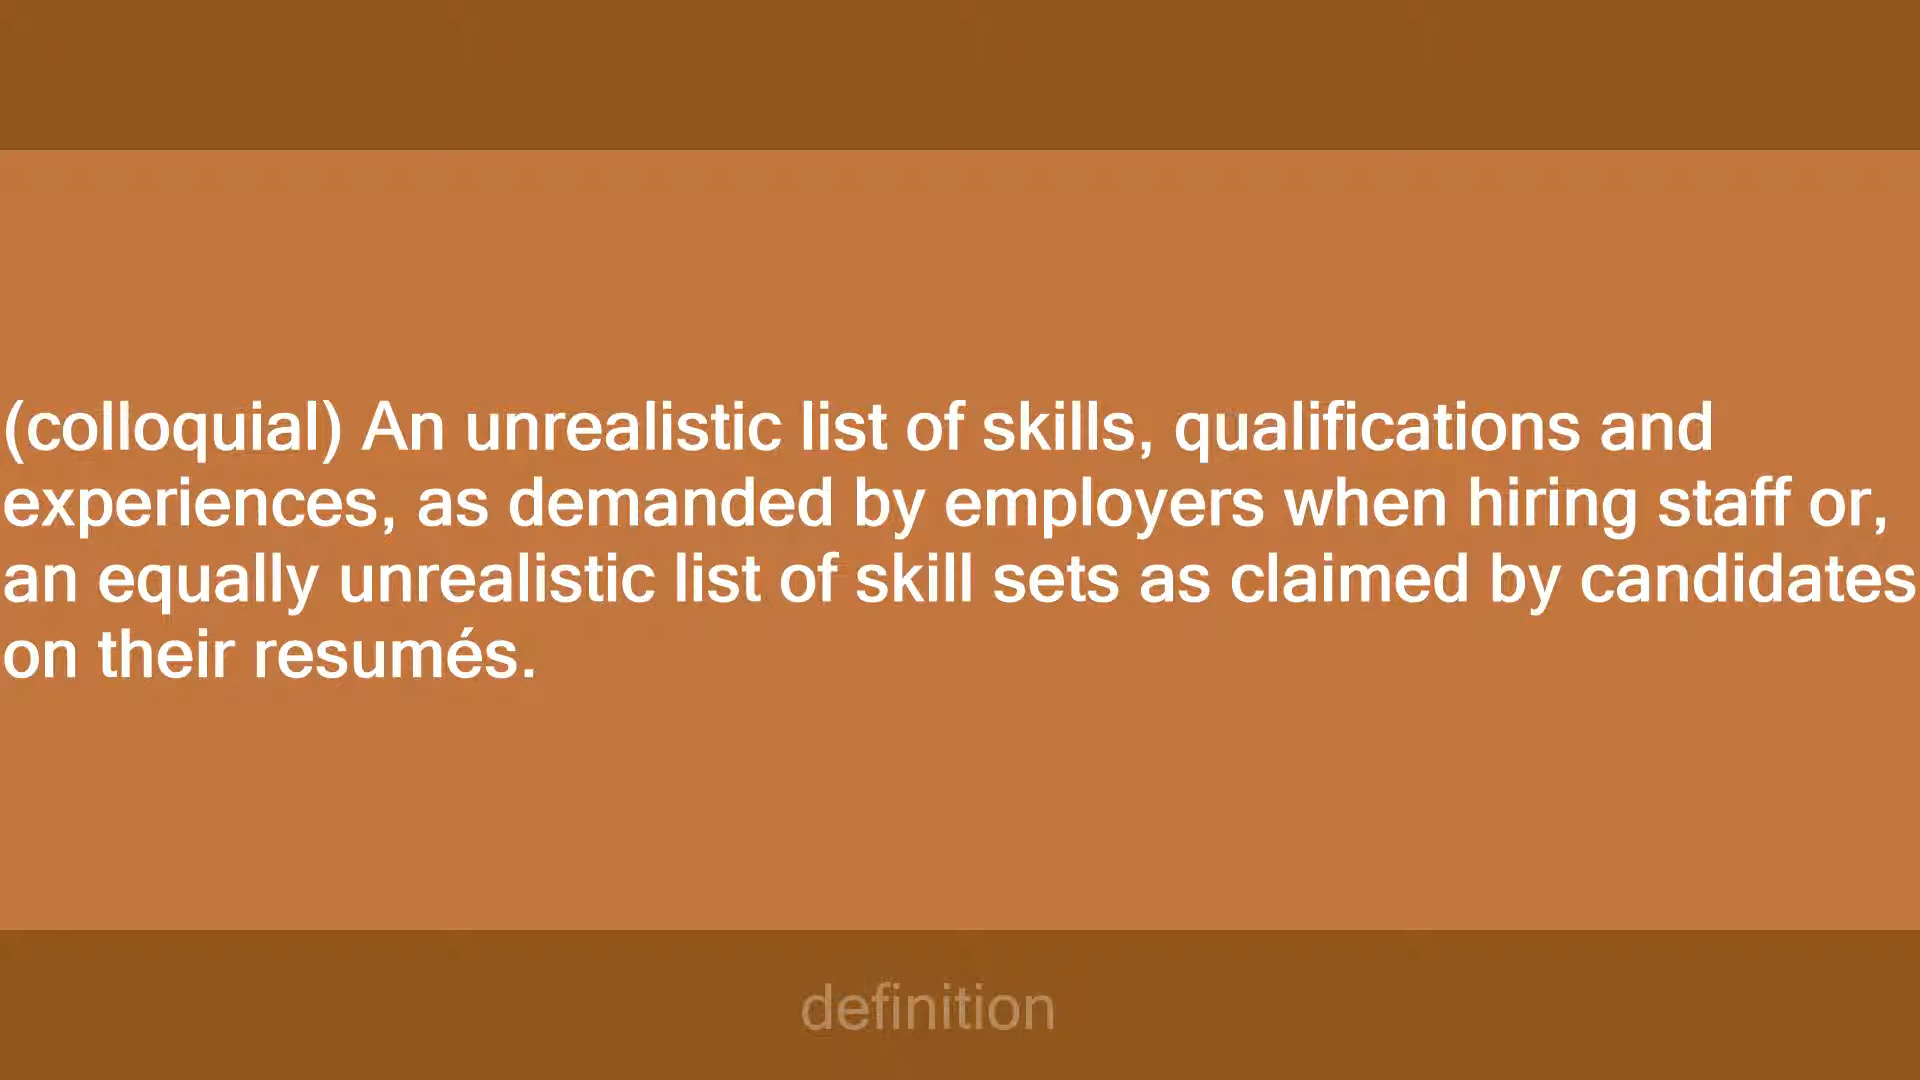 (colloquial) An unrealistic list of skills, qualifications and
experiences, as demanded by employers when hiring staff or,
an equally unrealistic list of skill sets as claimed by candidates
on their resumés.
definition